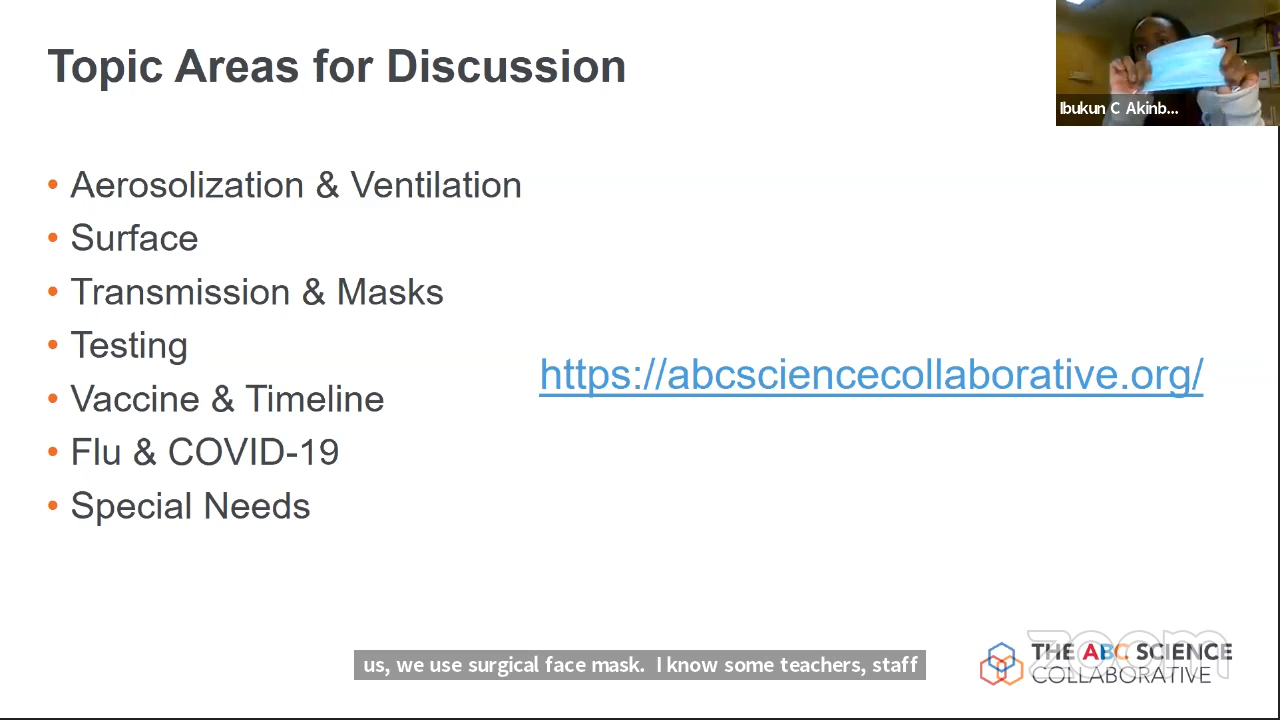 Topic Areas for Discussion
Ibukun C Akinb...
• Aerosolization & Ventilation
• Surface
• Transmission & Masks
• Testing
• Vaccine & Timeline
• Flu & COVID-19
• Special Needs
https://abcsciencecollaborative.org/
us, we use surgical face mask.  I know some teachers, staff
zoom
THE ABC SCIENCE
COLLABORATIVE